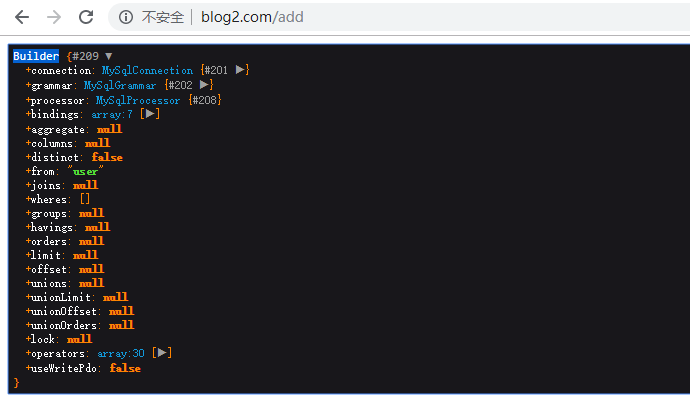 不安全 | blog2.com/add
Builder {#209 ▼
+connection: MySqlConnection {#201 ▶}
+grammar: MySqlGrammar {#202 ▶}
+processor: MySqlProcessor {#208}
+bindings: array:7 [▶]
+aggregate: null
+columns: null
+distinct: false
+from: "user"
+joins: null
+wheres: []
+groups: null
+havings: null
+orders: null
+limit: null
+offset: null
+unions: null
+unionLimit: null
+unionOffset: null
+unionOrders: null
+lock: null
+operators: array:30 [▶]
+useWritePdo: false
}